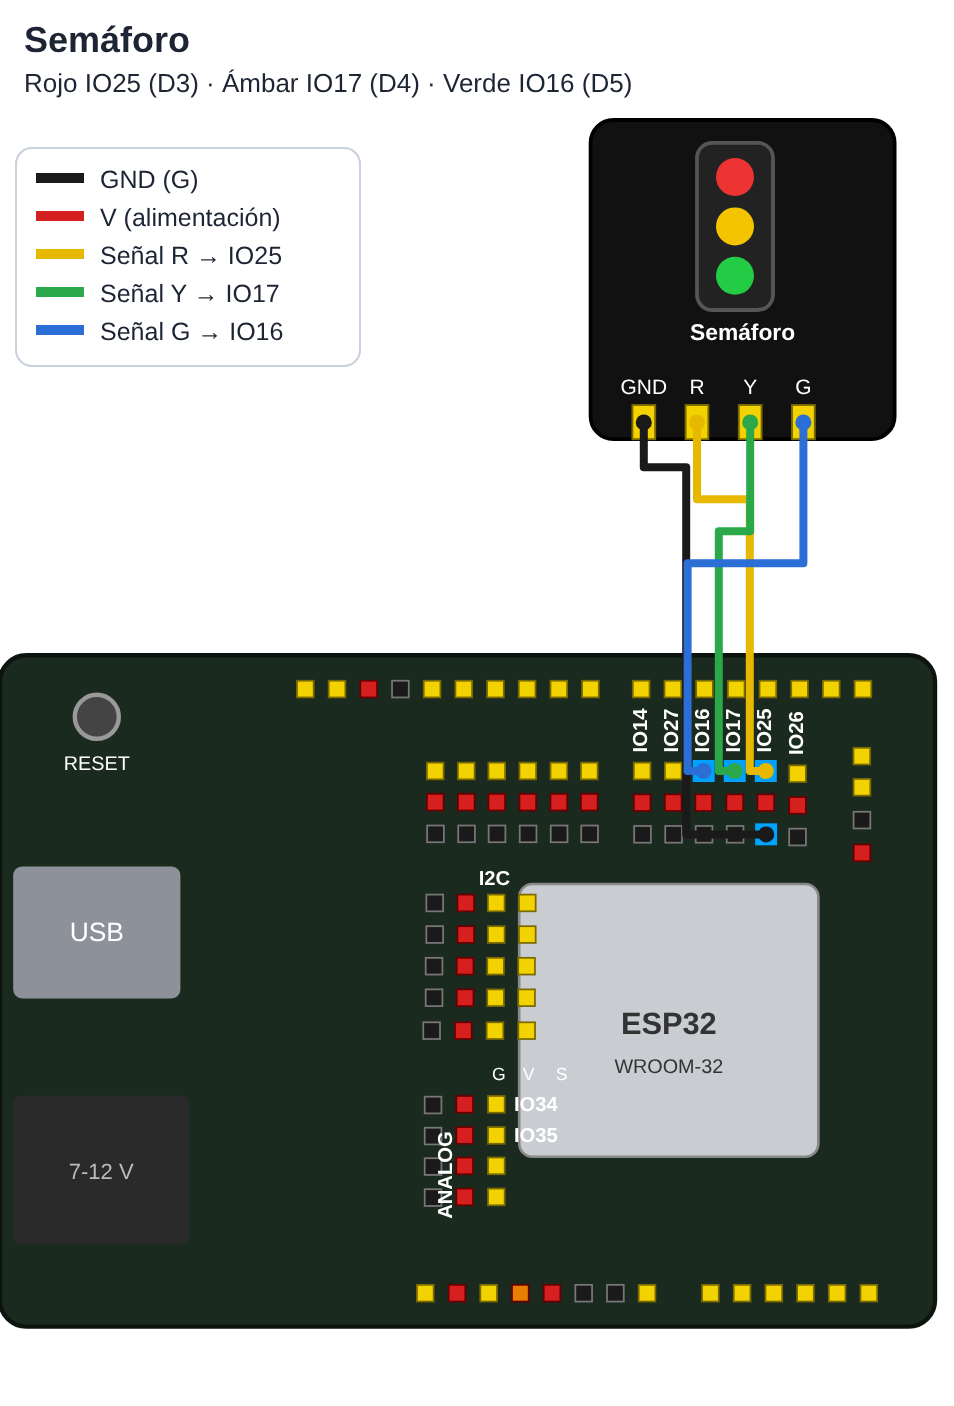 Semáforo
Rojo IO25 (D3) · Ámbar IO17 (D4) · Verde IO16 (D5)
GND (G)
V (alimentación)
Señal R → IO25
Señal Y → IO17
Señal G → IO16
Semáforo
GND R Y G
RESET
IO14 IO27 IO16 IO17 IO25 IO26
USB
I2C
ESP32
WROOM-32
G V S
IO34
IO35
ANALOG
7-12 V